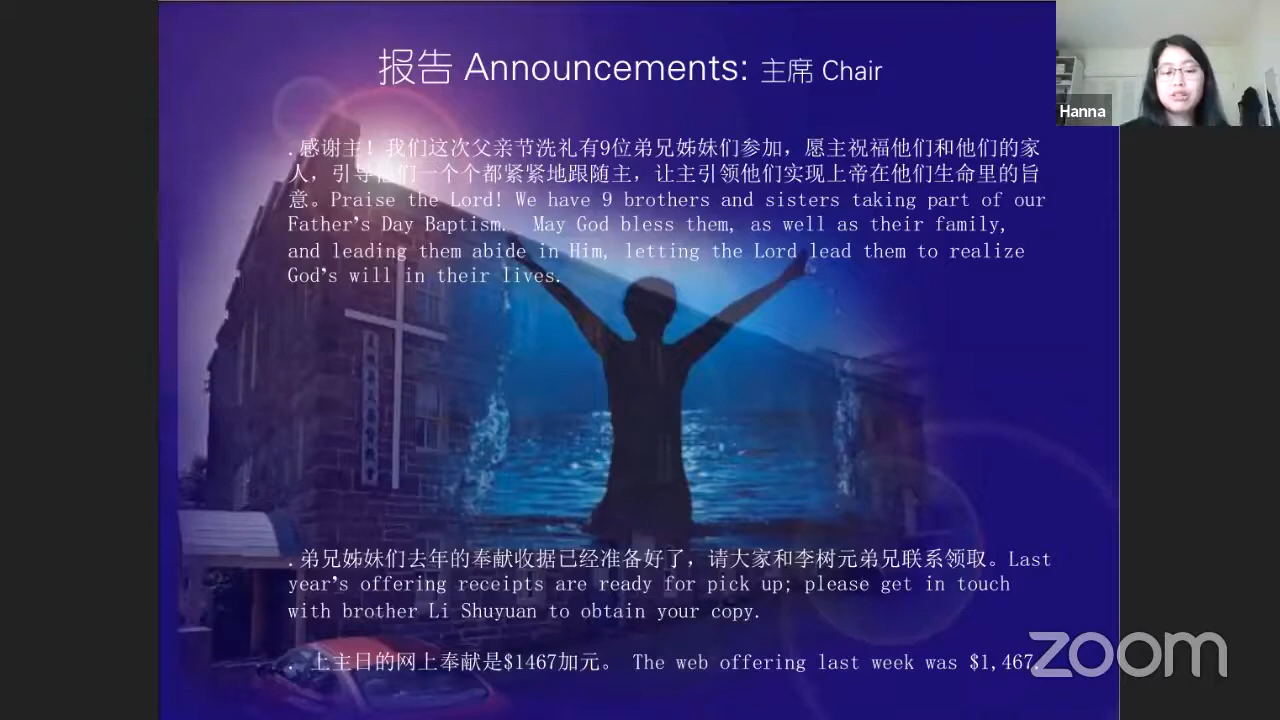 报告 Announcements: 主席 Chair
Hanna
. 感谢主！我们这次父亲节洗礼有9位弟兄姊妹们参加，愿主祝福他们和他们的家
人，引导他们一个个都紧紧地跟随主，让主引领他们实现上帝在他们生命里的旨
意。Praise the Lord! We have 9 brothers and sisters taking part of our
Father's Day Baptism.  May God bless them, as well as their family,
and leading them abide in Him, letting the Lord lead them to realize
God's will in their lives.
. 弟兄姊妹们去年的奉献收据已经准备好了，请大家和李树元弟兄联系领取。Last
year's offering receipts are ready for pick up; please get in touch
with brother Li Shuyuan to obtain your copy.
. 上主日的网上奉献是$1467加元。 The web offering last week was $1,467.
zoom